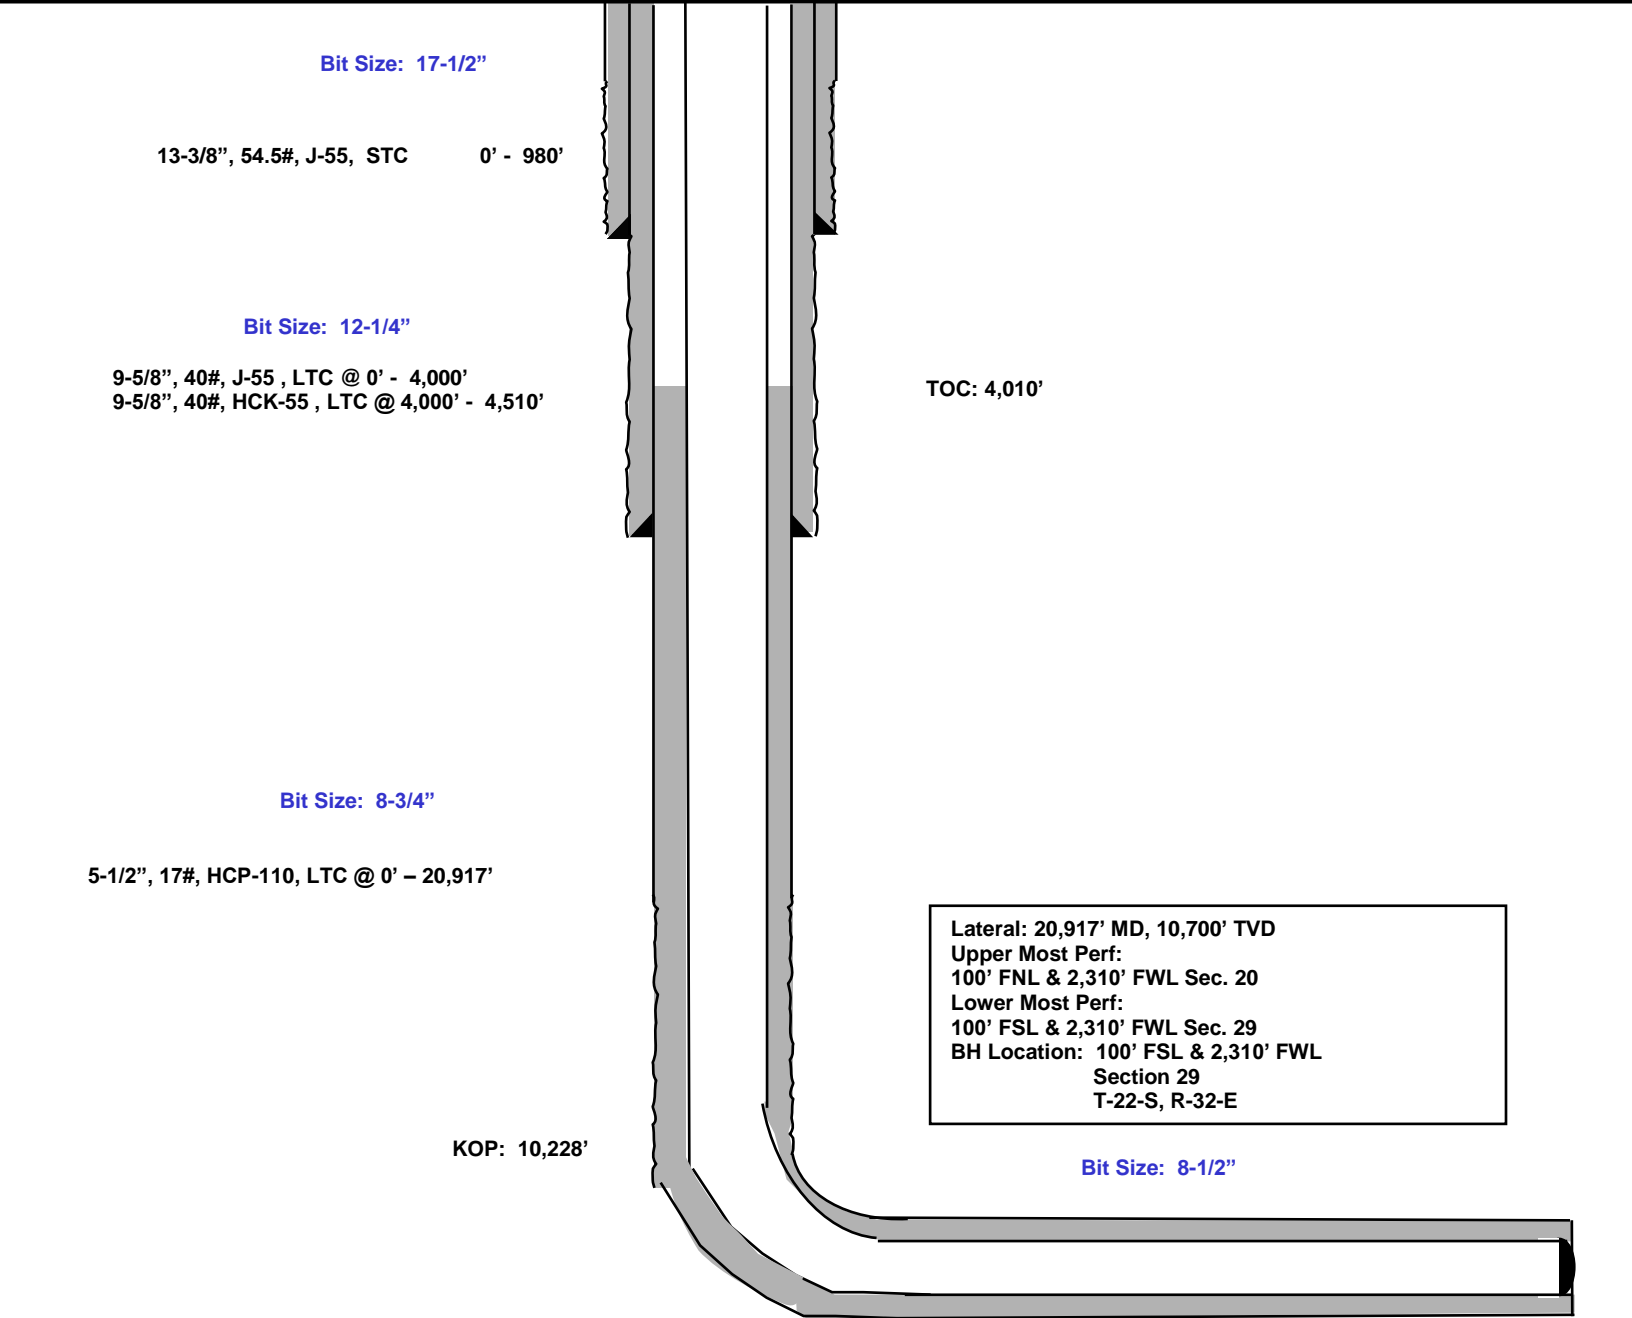 Bit Size: 17-1/2”
13-3/8”, 54.5#, J-55, STC 0’ - 980’
Bit Size: 12-1/4”
9-5/8”, 40#, J-55 , LTC @ 0’ - 4,000’
9-5/8”, 40#, HCK-55 , LTC @ 4,000’ - 4,510’
TOC: 4,010’
Bit Size: 8-3/4”
5-1/2”, 17#, HCP-110, LTC @ 0’ – 20,917’
Lateral: 20,917’ MD, 10,700’ TVD
Upper Most Perf:
100’ FNL & 2,310’ FWL Sec. 20
Lower Most Perf:
100’ FSL & 2,310’ FWL Sec. 29
BH Location: 100’ FSL & 2,310’ FWL
Section 29
T-22-S, R-32-E
KOP: 10,228’
Bit Size: 8-1/2”